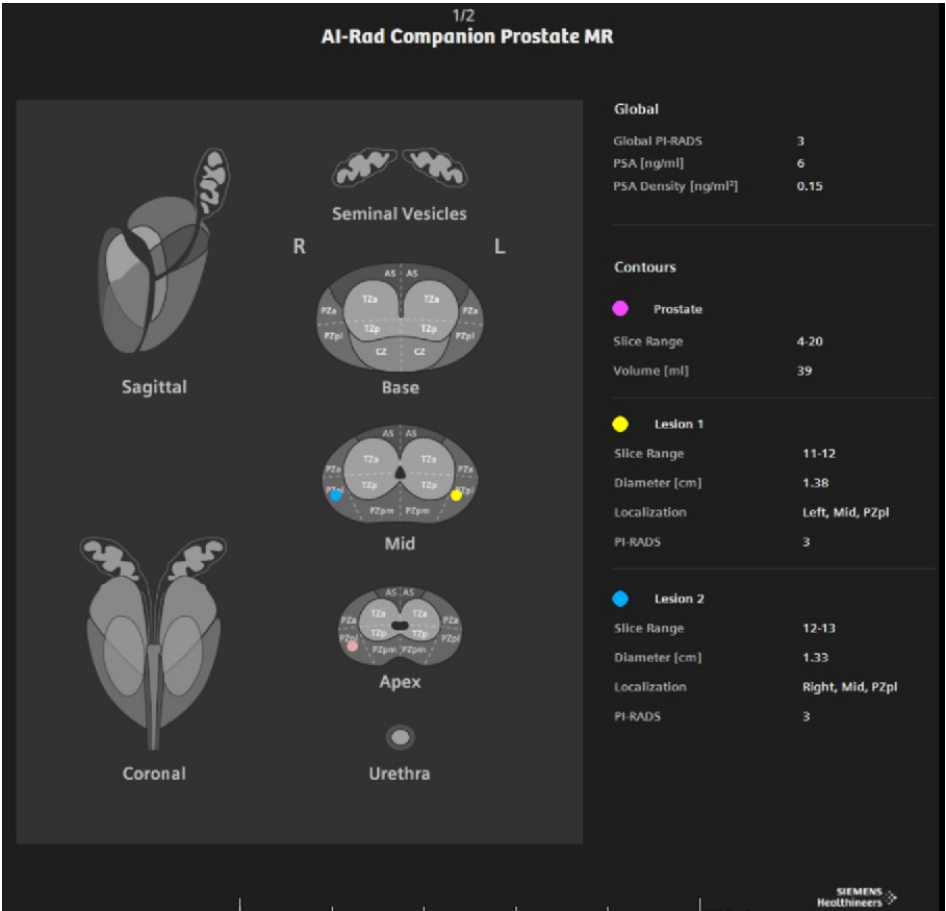 1/2
AI-Rad Companion Prostate MR
Seminal Vesicles
R L
AS AS
TZa TZa
PZa PZa
TZp TZp
PZpl PZpl
CZ CZ
Sagittal
Base
AS AS
TZa TZa
PZa PZa
TZp TZp
PZpl PZpl
PZpm PZpm
Mid
AS AS
TZa TZa
PZa PZa
TZp TZp
PZpl PZpl
PZpm PZpm
Apex
Coronal
Urethra
Global
Global PI-RADS 3
PSA [ng/ml] 6
PSA Density [ng/ml²] 0.15
Contours
Prostate
Slice Range 4-20
Volume [ml] 39
Lesion 1
Slice Range 11-12
Diameter [cm] 1.38
Localization Left, Mid, PZpl
PI-RADS 3
Lesion 2
Slice Range 12-13
Diameter [cm] 1.33
Localization Right, Mid, PZpl
PI-RADS 3
SIEMENS
Healthineers